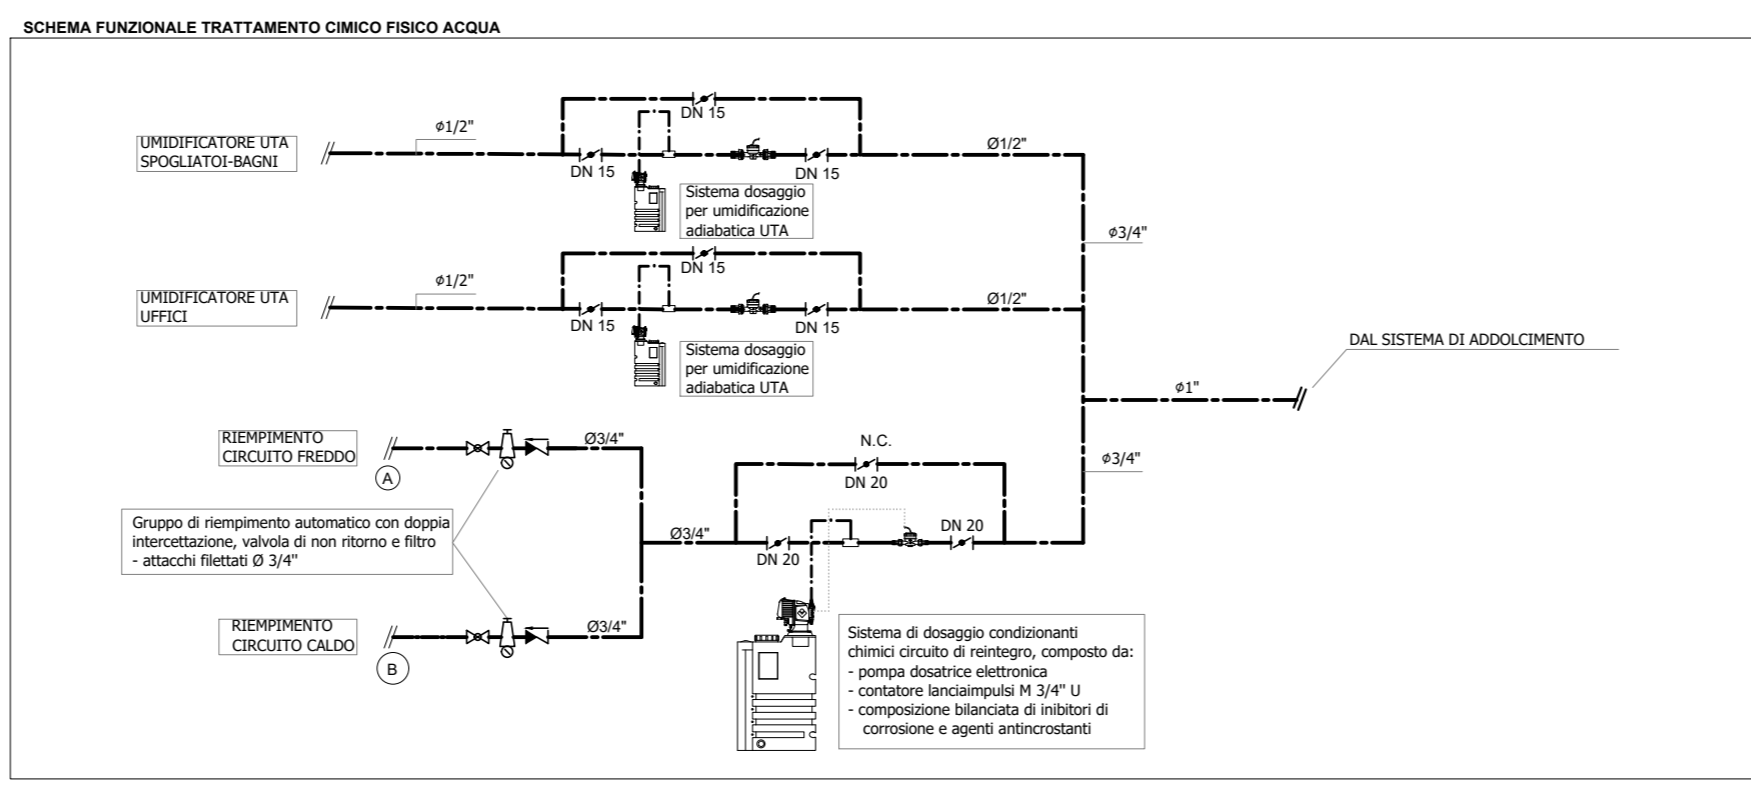 SCHEMA FUNZIONALE TRATTAMENTO CIMICO FISICO ACQUA
DN 15
UMIDIFICATORE UTA
SPOGLIATOI-BAGNI
ø1/2"
DN 15
DN 15
Ø1/2"
Sistema dosaggio
per umidificazione
adiabatica UTA
ø3/4"
DN 15
UMIDIFICATORE UTA
UFFICI
ø1/2"
DN 15
DN 15
Ø1/2"
Sistema dosaggio
per umidificazione
adiabatica UTA
DAL SISTEMA DI ADDOLCIMENTO
ø1"
RIEMPIMENTO
CIRCUITO FREDDO
A
Ø3/4"
N.C.
DN 20
ø3/4"
Gruppo di riempimento automatico con doppia
intercettazione, valvola di non ritorno e filtro
- attacchi filettati Ø 3/4"
Ø3/4"
DN 20
DN 20
RIEMPIMENTO
CIRCUITO CALDO
B
Ø3/4"
Sistema di dosaggio condizionanti
chimici circuito di reintegro, composto da:
- pompa dosatrice elettronica
- contatore lanciaimpulsi M 3/4" U
- composizione bilanciata di inibitori di
corrosione e agenti antincrostanti